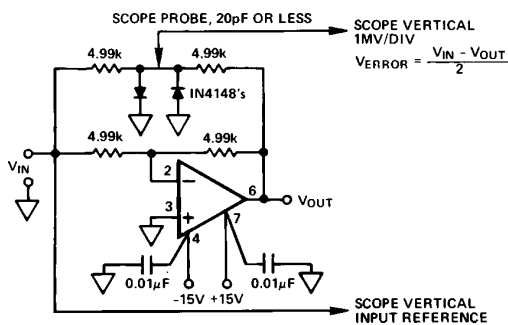 SCOPE PROBE, 20pF OR LESS
SCOPE VERTICAL
1MV/DIV
VERROR = VIN − VOUT
2
4.99k
4.99k
IN4148's
4.99k
4.99k
VIN
2
−
6
VOUT
3
+
7
4
0.01µF
0.01µF
-15V +15V
SCOPE VERTICAL
INPUT REFERENCE